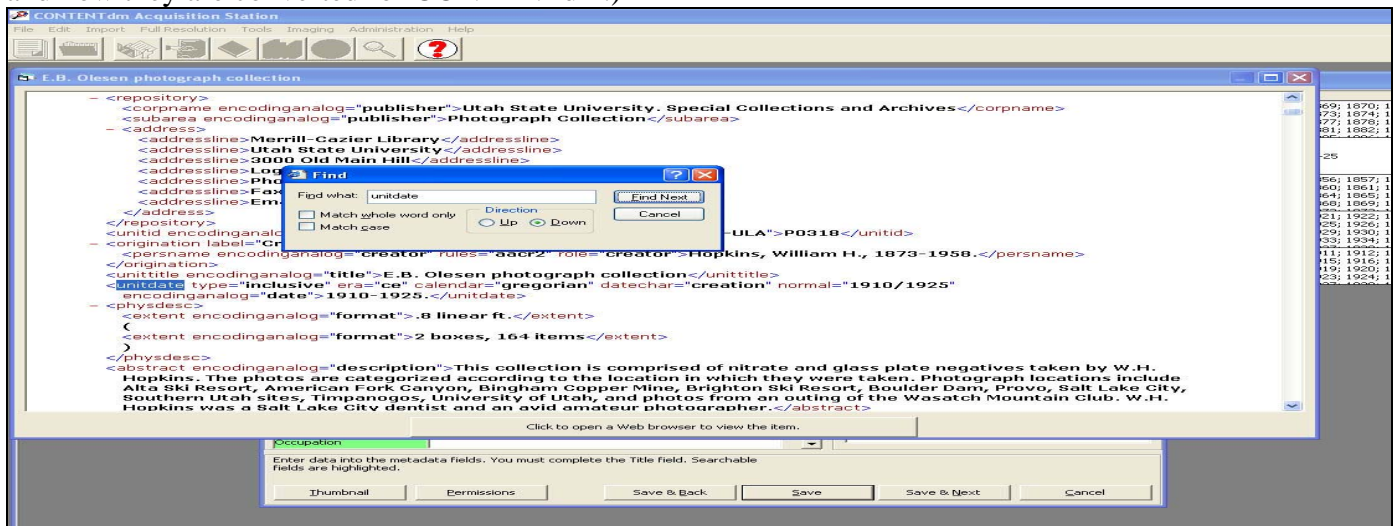 CONTENTdm Acquisition Station
File Edit Import Full Resolution Tools Imaging Administration Help
E.B. Olesen photograph collection
– <repository>
<corpname encodinganalog="publisher">Utah State University. Special Collections and Archives</corpname>
<subarea encodinganalog="publisher">Photograph Collection</subarea>
– <address>
<addressline>Merrill-Cazier Library</addressline>
<addressline>Utah State University</addressline>
<addressline>3000 Old Main Hill</addressline>
<addressline>Log
<addressline>Pho
<addressline>Fax
<addressline>Em
</address>
</repository>
<unitid encodinganalo
-ULA">P0318</unitid>
– <origination label="Cr
<persname encodinganalog="creator" rules="aacr2" role="creator">Hopkins, William H., 1873-1958.</persname>
</origination>
<unittitle encodinganalog="title">E.B. Olesen photograph collection</unittitle>
<unitdate type="inclusive" era="ce" calendar="gregorian" datechar="creation" normal="1910/1925"
encodinganalog="date">1910-1925.</unitdate>
– <physdesc>
<extent encodinganalog="format">.8 linear ft.</extent>
(
<extent encodinganalog="format">2 boxes, 164 items</extent>
)
</physdesc>
<abstract encodinganalog="description">This collection is comprised of nitrate and glass plate negatives taken by W.H.
Hopkins. The photos are categorized according to the location in which they were taken. Photograph locations include
Alta Ski Resort, American Fork Canyon, Bingham Copper Mine, Brighton Ski Resort, Boulder Dam, Provo, Salt Lake City,
Southern Utah sites, Timpanogos, University of Utah, and photos from an outing of the Wasatch Mountain Club. W.H.
Hopkins was a Salt Lake City dentist and an avid amateur photographer.</abstract>
Find
Find what: unitdate
Find Next
Match whole word only
Direction
Cancel
Match case
Up Down
Click to open a Web browser to view the item.
Occupation
Enter data into the metadata fields. You must complete the Title field. Searchable
fields are highlighted.
Thumbnail Permissions Save & Back Save Save & Next Cancel